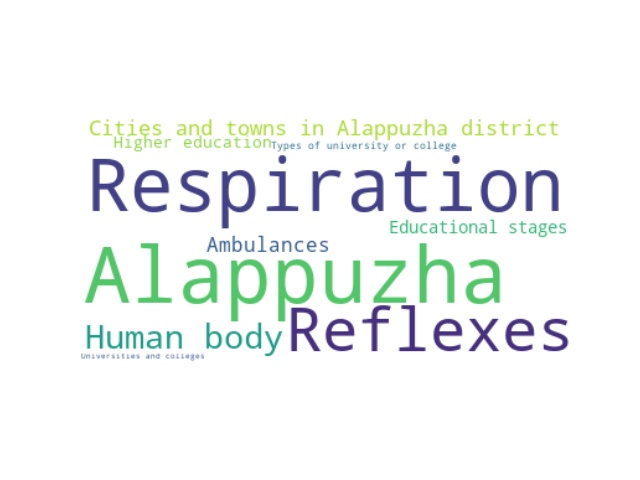 Cities and towns in Alappuzha district
Higher education
Types of university or college
Respiration
Educational stages
Ambulances
Alappuzha
Human body
Reflexes
Universities and colleges